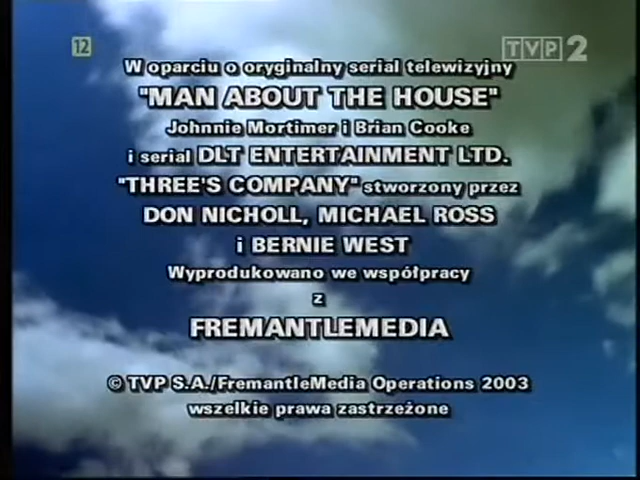 12
TVP 2
W oparciu o oryginalny serial telewizyjny
"MAN ABOUT THE HOUSE"
Johnnie Mortimer i Brian Cooke
i serial DLT ENTERTAINMENT LTD.
"THREE'S COMPANY" stworzony przez
DON NICHOLL, MICHAEL ROSS
i BERNIE WEST
Wyprodukowano we współpracy
z
FREMANTLEMEDIA
© TVP S.A./FremantleMedia Operations 2003
wszelkie prawa zastrzeżone